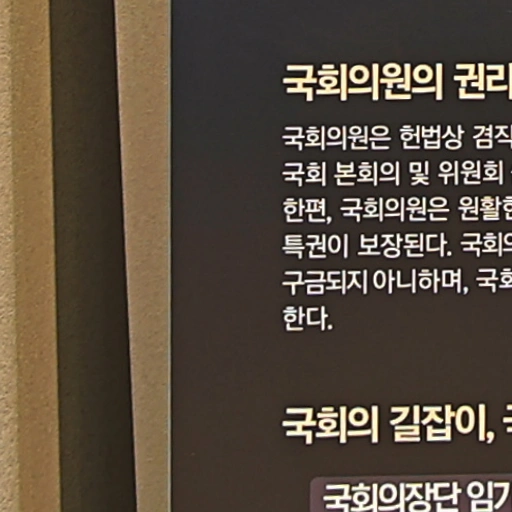 국회의원의 권리
국회의원은 헌법상 겸직
국회 본회의 및 위원회
한편, 국회의원은 원활한
특권이 보장된다. 국회의
구금되지 아니하며, 국회
한다.
국회의 길잡이,
국회의장단 임기